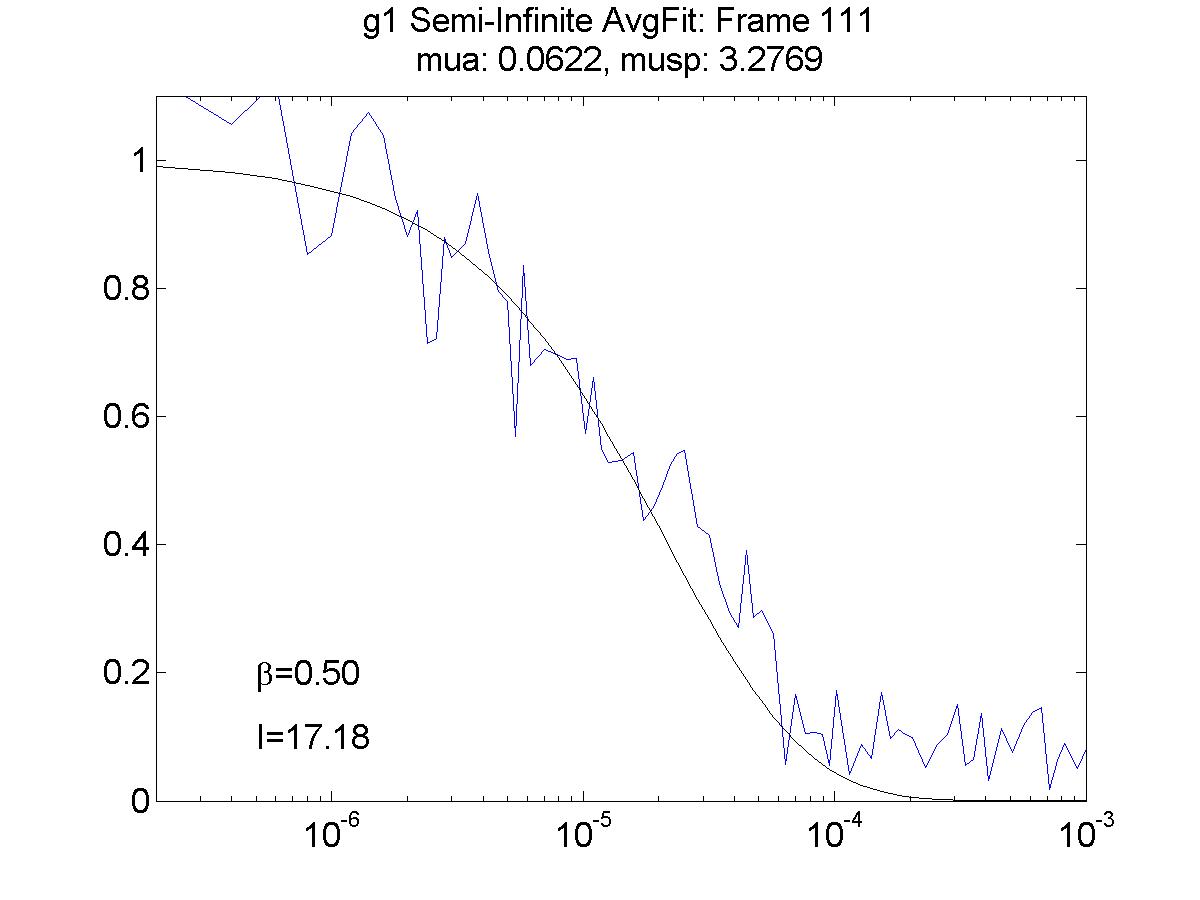 g1 Semi-Infinite AvgFit: Frame 111
mua: 0.0622, musp: 3.2769
1
0.8
0.6
0.4
0.2
0
β=0.50
I=17.18
10^-6
10^-5
10^-4
10^-3